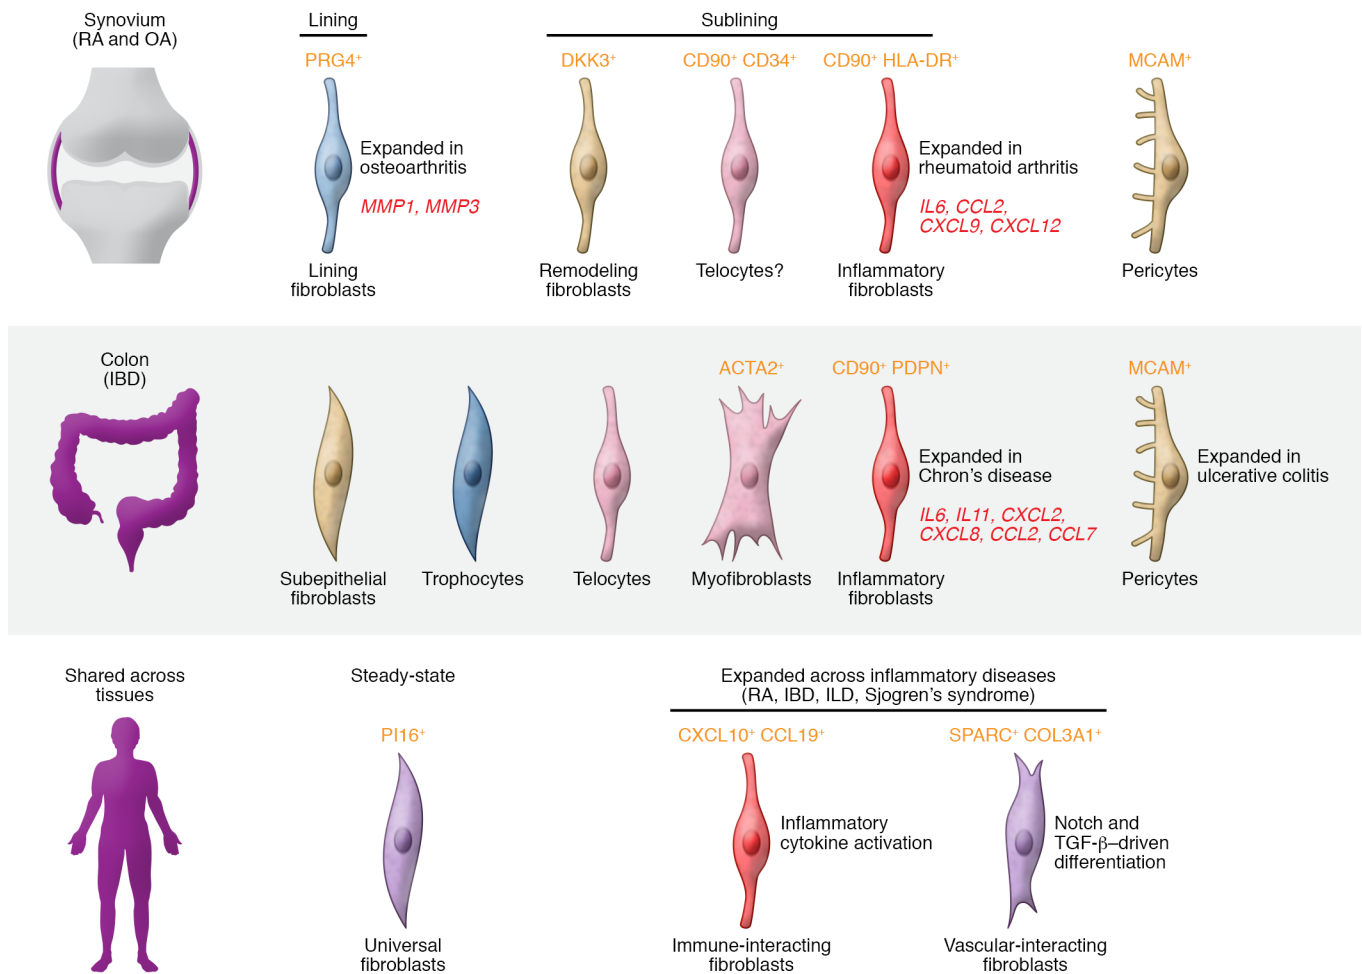 Synovium
(RA and OA)
Lining
Sublining
PRG4⁺
DKK3⁺
CD90⁺ CD34⁺
CD90⁺ HLA-DR⁺
MCAM⁺
Expanded in
osteoarthritis
MMP1, MMP3
Expanded in
rheumatoid arthritis
IL6, CCL2,
CXCL9, CXCL12
Lining
fibroblasts
Remodeling
fibroblasts
Telocytes?
Inflammatory
fibroblasts
Pericytes
Colon
(IBD)
ACTA2⁺
CD90⁺ PDPN⁺
MCAM⁺
Expanded in
Chron's disease
IL6, IL11, CXCL2,
CXCL8, CCL2, CCL7
Expanded in
ulcerative colitis
Subepithelial
fibroblasts
Trophocytes
Telocytes
Myofibroblasts
Inflammatory
fibroblasts
Pericytes
Shared across
tissues
Steady-state
Expanded across inflammatory diseases
(RA, IBD, ILD, Sjogren's syndrome)
PI16⁺
CXCL10⁺ CCL19⁺
SPARC⁺ COL3A1⁺
Inflammatory
cytokine activation
Notch and
TGF-β–driven
differentiation
Universal
fibroblasts
Immune-interacting
fibroblasts
Vascular-interacting
fibroblasts